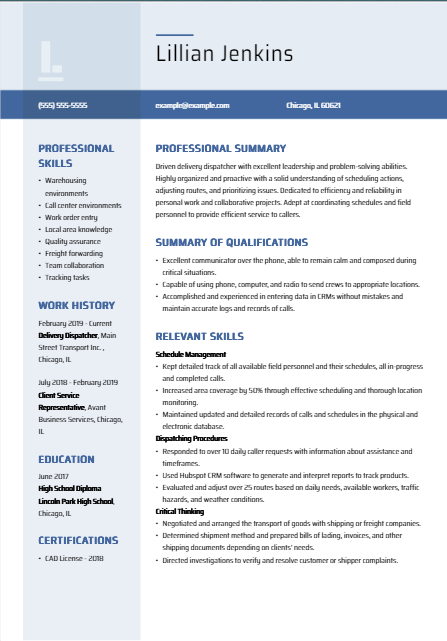 L.
Lillian Jenkins
(555) 555-5555
example@example.com
Chicago, IL 60621
PROFESSIONAL
SKILLS
• Warehousing
environments
• Call center environments
• Work order entry
• Local area knowledge
• Quality assurance
• Freight forwarding
• Team collaboration
• Tracking tasks
WORK HISTORY
February 2019 - Current
Delivery Dispatcher, Main
Street Transport Inc. ,
Chicago, IL
July 2018 - February 2019
Client Service
Representative, Avant
Business Services, Chicago,
IL
EDUCATION
June 2017
High School Diploma
Lincoln Park High School,
Chicago, IL
CERTIFICATIONS
• CAD License - 2018
PROFESSIONAL SUMMARY
Driven delivery dispatcher with excellent leadership and problem-solving abilities.
Highly organized and proactive with a solid understanding of scheduling actions,
adjusting routes, and prioritizing issues. Dedicated to efficiency and reliability in
personal work and collaborative projects. Adept at coordinating schedules and field
personnel to provide efficient service to callers.
SUMMARY OF QUALIFICATIONS
• Excellent communicator over the phone, able to remain calm and composed during
critical situations.
• Capable of using phone, computer, and radio to send crews to appropriate locations.
• Accomplished and experienced in entering data in CRMs without mistakes and
maintain accurate logs and records of calls.
RELEVANT SKILLS
Schedule Management
• Kept detailed track of all available field personnel and their schedules, all in-progress
and completed calls.
• Increased area coverage by 50% through effective scheduling and thorough location
monitoring.
• Maintained updated and detailed records of calls and schedules in the physical and
electronic database.
Dispatching Procedures
• Responded to over 10 daily caller requests with information about assistance and
timeframes.
• Used Hubspot CRM software to generate and interpret reports to track products.
• Evaluated and adjust over 25 routes based on daily needs, available workers, traffic
hazards, and weather conditions.
Critical Thinking
• Negotiated and arranged the transport of goods with shipping or freight companies.
• Determined shipment method and prepared bills of lading, invoices, and other
shipping documents depending on clients' needs.
• Directed investigations to verify and resolve customer or shipper complaints.